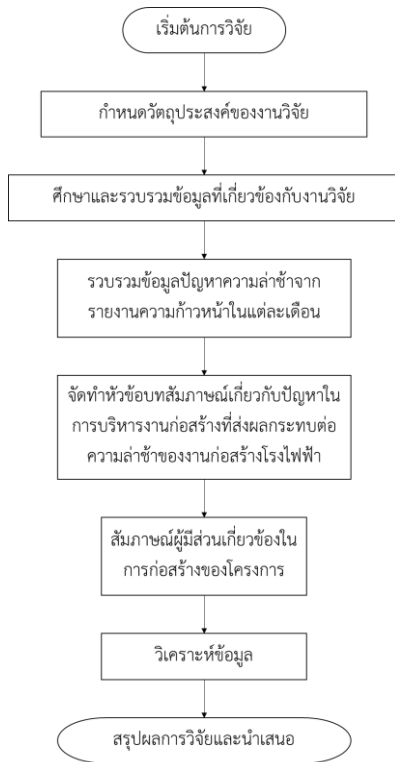 เริ่มต้นการวิจัย
กำหนดวัตถุประสงค์ของงานวิจัย
ศึกษาและรวบรวมข้อมูลที่เกี่ยวข้องกับงานวิจัย
รวบรวมข้อมูลปัญหาความล่าช้าจาก
รายงานความก้าวหน้าในแต่ละเดือน
จัดทำหัวข้อบทสัมภาษณ์เกี่ยวกับปัญหาใน
การบริหารงานก่อสร้างที่ส่งผลกระทบต่อ
ความล่าช้าของงานก่อสร้างโรงไฟฟ้า
สัมภาษณ์ผู้มีส่วนเกี่ยวข้องใน
การก่อสร้างของโครงการ
วิเคราะห์ข้อมูล
สรุปผลการวิจัยและนำเสนอ